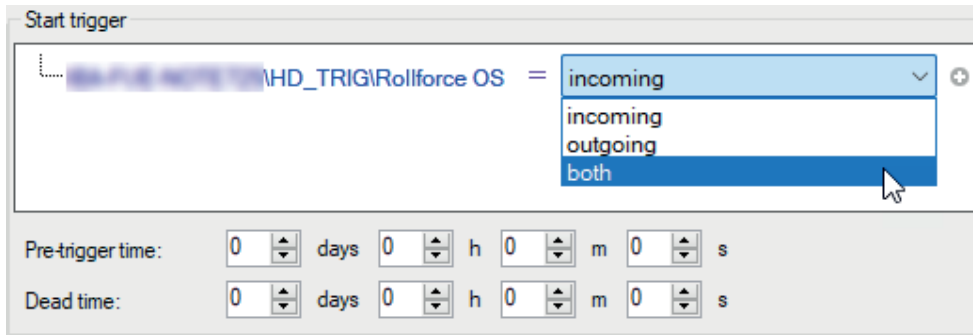 Start trigger
\HD_TRIG\Rollforce OS = incoming
incoming
outgoing
both
Pre-trigger time: 0 days 0 h 0 m 0 s
Dead time: 0 days 0 h 0 m 0 s